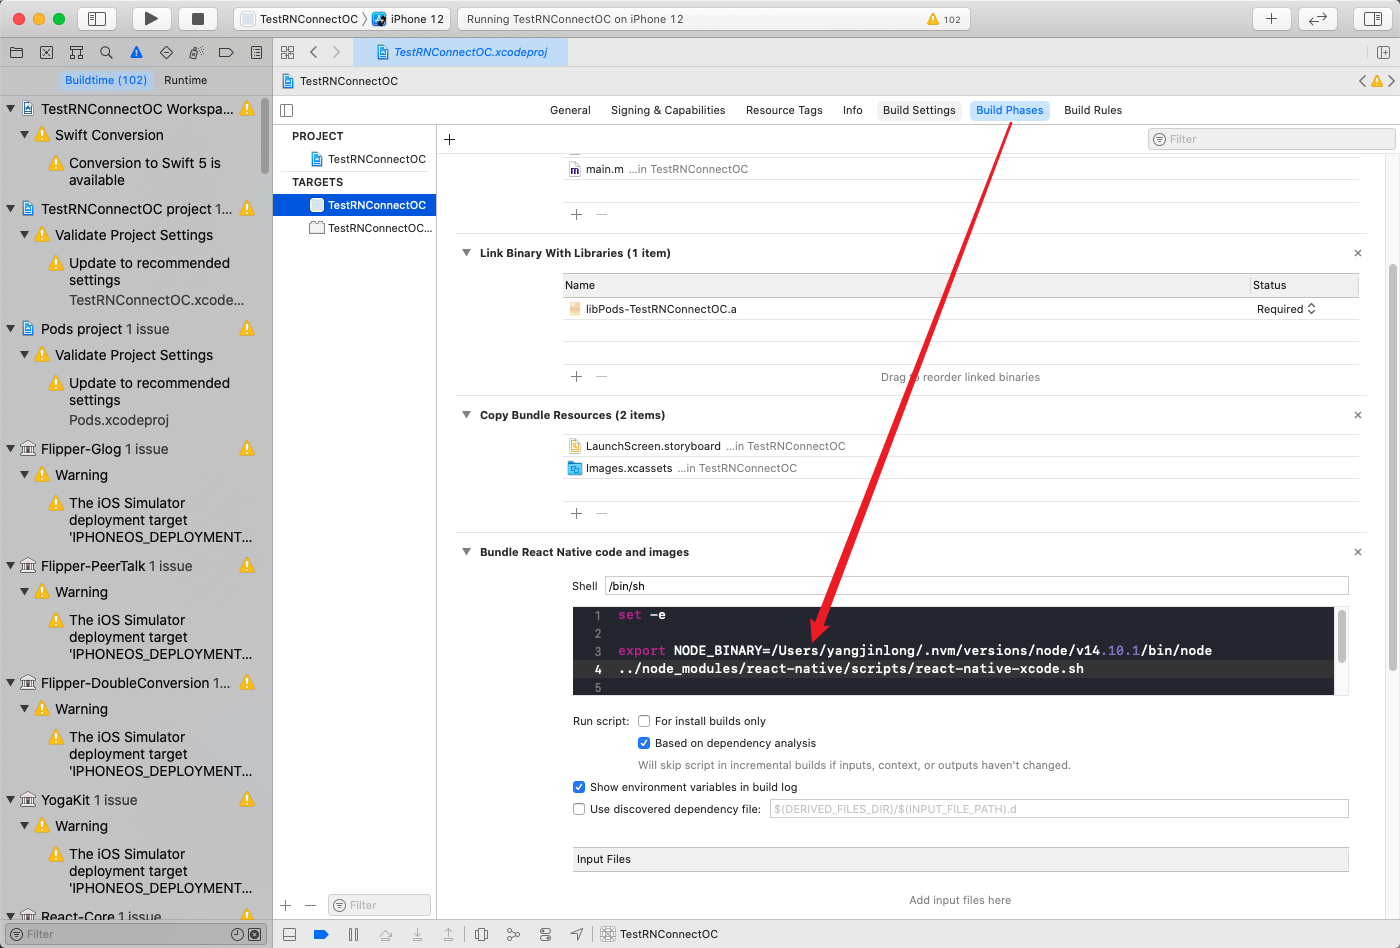 TestRNConnectOC
iPhone 12
Running TestRNConnectOC on iPhone 12
102
TestRNConnectOC.xcodeproj
Buildtime (102)
Runtime
TestRNConnectOC
TestRNConnectOC Workspa...
Swift Conversion
Conversion to Swift 5 is
available
TestRNConnectOC project 1...
Validate Project Settings
Update to recommended
settings
TestRNConnectOC.xcode...
Pods project 1 issue
Validate Project Settings
Update to recommended
settings
Pods.xcodeproj
Flipper-Glog 1 issue
Warning
The iOS Simulator
deployment target
'IPHONEOS_DEPLOYMENT...
Flipper-PeerTalk 1 issue
Warning
The iOS Simulator
deployment target
'IPHONEOS_DEPLOYMENT...
Flipper-DoubleConversion 1...
Warning
The iOS Simulator
deployment target
'IPHONEOS_DEPLOYMENT...
YogaKit 1 issue
Warning
The iOS Simulator
deployment target
'IPHONEOS_DEPLOYMENT...
React-Core 1 issue
Filter
General
Signing & Capabilities
Resource Tags
Info
Build Settings
Build Phases
Build Rules
PROJECT
TestRNConnectOC
TARGETS
TestRNConnectOC
TestRNConnectOC...
Filter
Filter
main.m ...in TestRNConnectOC
Link Binary With Libraries (1 item)
Name
Status
libPods-TestRNConnectOC.a
Required
Drag to reorder linked binaries
Copy Bundle Resources (2 items)
LaunchScreen.storyboard ...in TestRNConnectOC
Images.xcassets ...in TestRNConnectOC
Bundle React Native code and images
Shell /bin/sh
1 set -e
2
3 export NODE_BINARY=/Users/yangjinlong/.nvm/versions/node/v14.10.1/bin/node
4 ../node_modules/react-native/scripts/react-native-xcode.sh
5
Run script: For install builds only
Based on dependency analysis
Will skip script in incremental builds if inputs, context, or outputs haven't changed.
Show environment variables in build log
Use discovered dependency file: $(DERIVED_FILES_DIR)/$(INPUT_FILE_PATH).d
Input Files
Add input files here
TestRNConnectOC